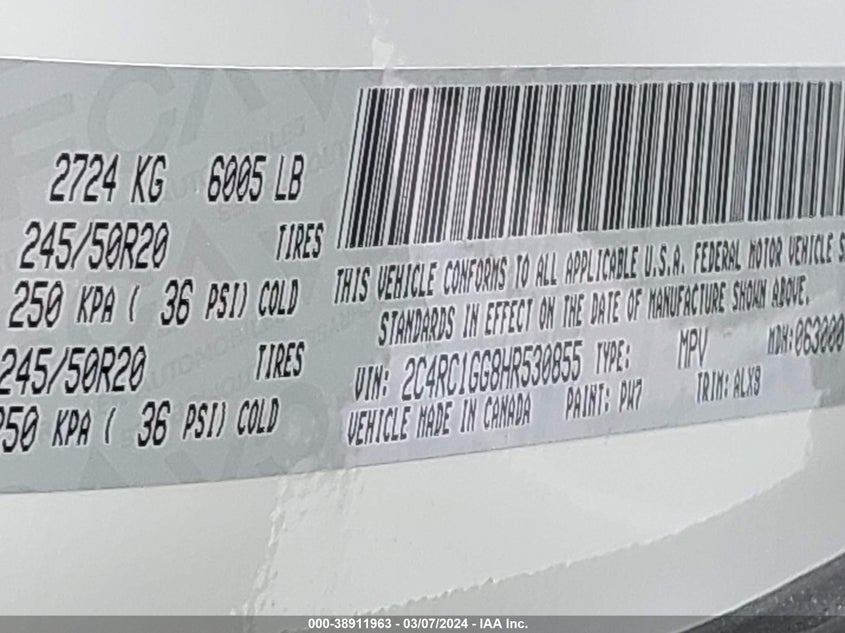 2724 KG 6005 LB
245/50R20 TIRES
250 KPA ( 36 PSI) COLD
245/50R20 TIRES
250 KPA ( 36 PSI) COLD
THIS VEHICLE CONFORMS TO ALL APPLICABLE U.S.A. FEDERAL MOTOR VEHICLE S
STANDARDS IN EFFECT ON THE DATE OF MANUFACTURE SHOWN ABOVE.
VIN: 2C4RC1GG8HR530855 TYPE: MPV MDH:063000
VEHICLE MADE IN CANADA PAINT: PW7 TRIM: ALX9
000-38911963 - 03/07/2024 - IAA Inc.